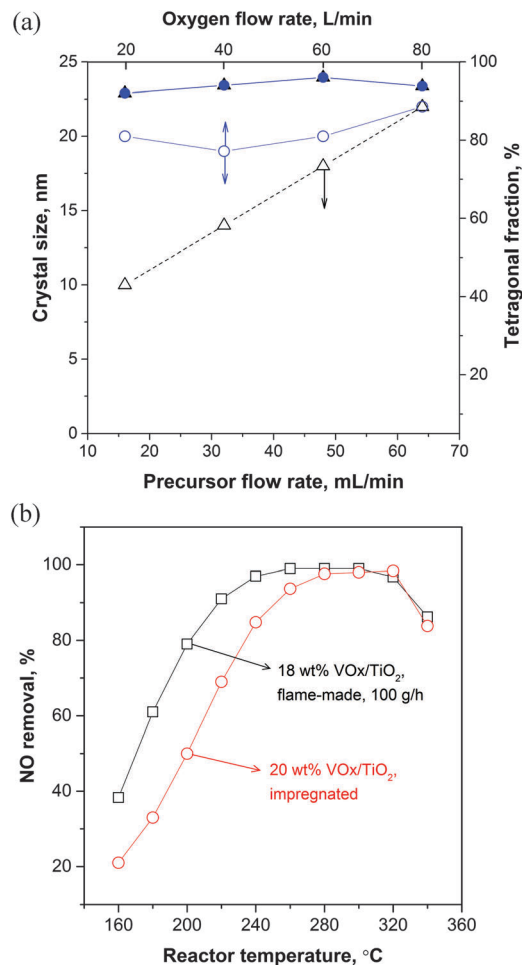 (a)
Oxygen flow rate, L/min
20 40 60 80
25
20
15
10
5
0
Crystal size, nm
100
80
60
40
20
Tetragonal fraction, %
10 20 30 40 50 60 70
Precursor flow rate, mL/min
(b)
100
80
60
40
20
NO removal, %
18 wt% VOx/TiO₂,
flame-made, 100 g/h
20 wt% VOx/TiO₂,
impregnated
160 200 240 280 320 360
Reactor temperature, °C